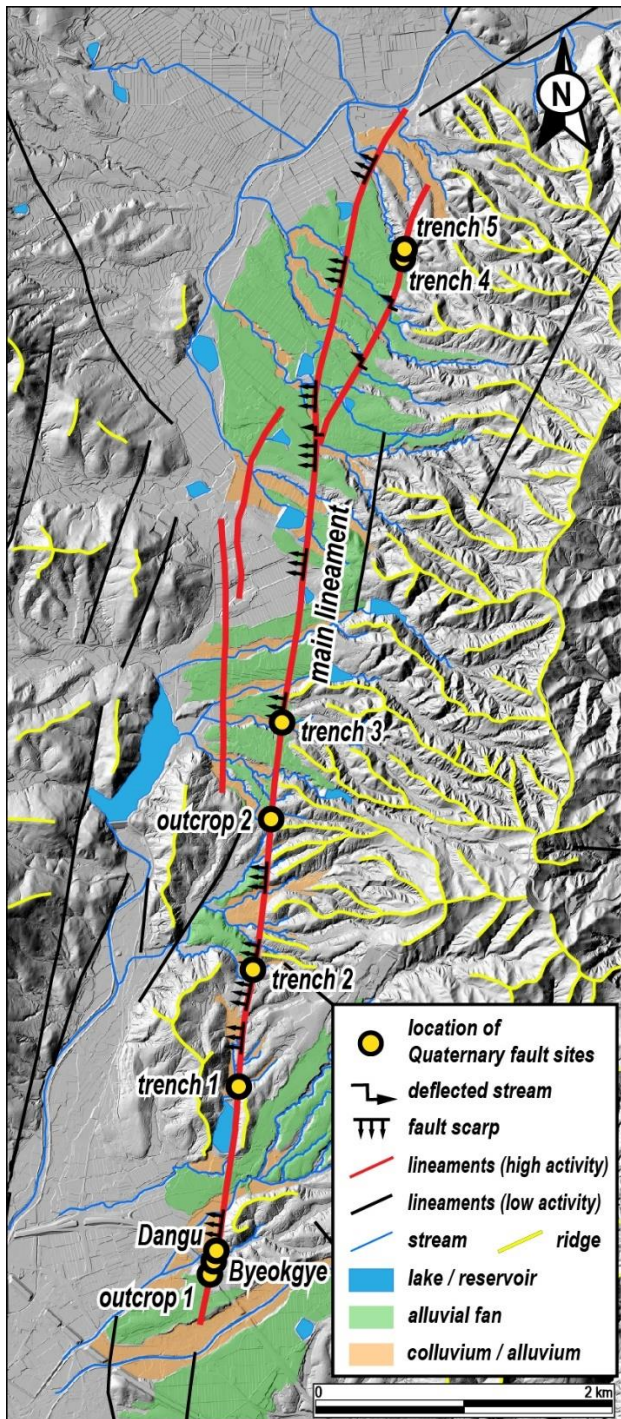 N
trench 5
trench 4
main lineament
trench 3
outcrop 2
trench 2
trench 1
Dangu
Byeokgye
outcrop 1
location of
Quaternary fault sites
deflected stream
fault scarp
lineaments (high activity)
lineaments (low activity)
stream
ridge
lake / reservoir
alluvial fan
colluvium / alluvium
0
2 km